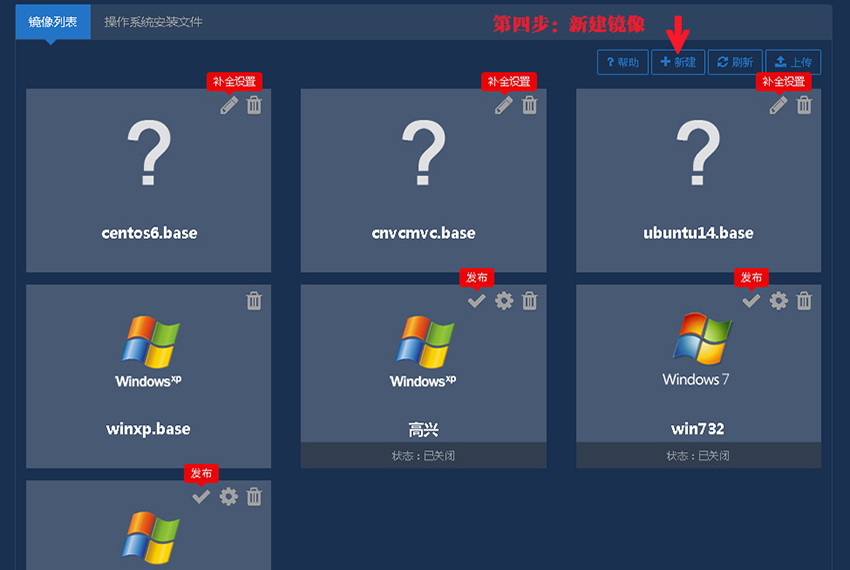 镜像列表
操作系统安装文件
第四步：新建镜像
? 帮助
新建
刷新
上传
补全设置
补全设置
补全设置
?
?
?
centos6.base
cnvcmvc.base
ubuntu14.base
发布
发布
Windows xp
Windows xp
Windows 7
winxp.base
高兴
win732
状态：已关闭
状态：已关闭
发布